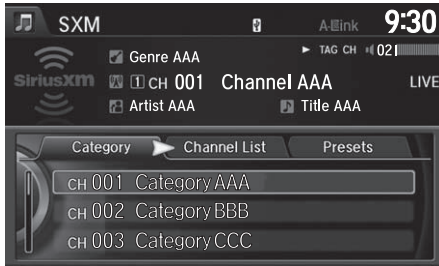 SXM A-Link 9:30
TAG CH 02
SiriusXM
Genre AAA
1 CH 001 Channel AAA LIVE
Artist AAA Title AAA
Category Channel List Presets
CH 001 Category AAA
CH 002 Category BBB
CH 003 Category CCC